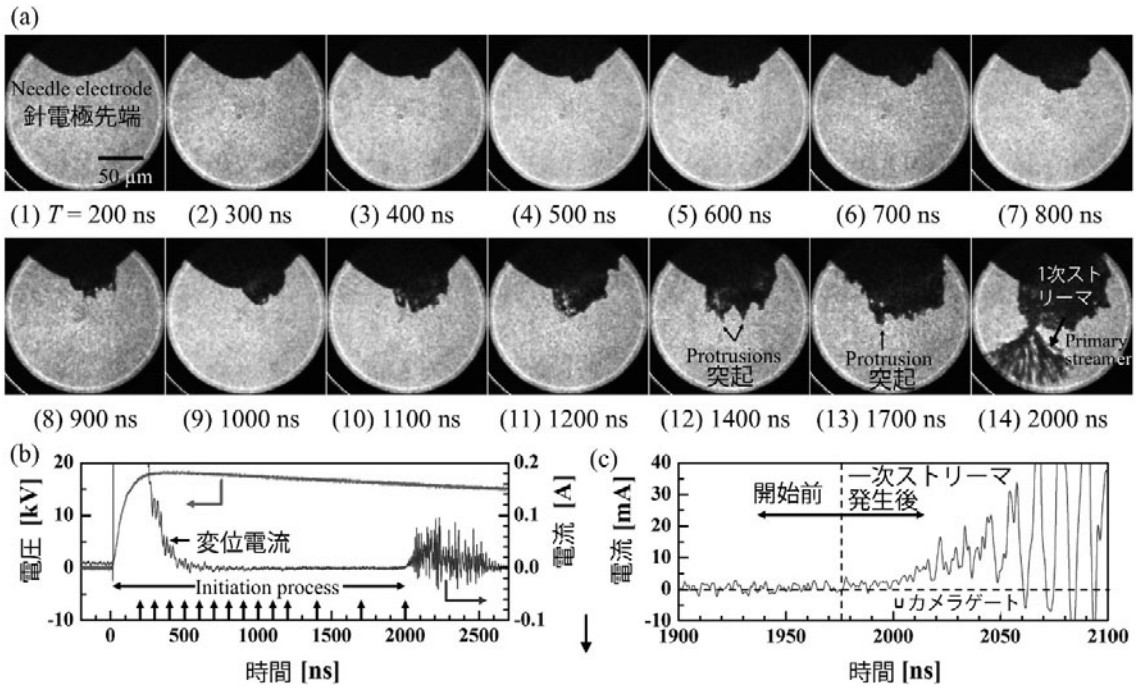 (a)
Needle electrode
針電極先端
50 µm
(1) T = 200 ns
(2) 300 ns
(3) 400 ns
(4) 500 ns
(5) 600 ns
(6) 700 ns
(7) 800 ns
Protrusions
突起
Protrusion
突起
1次スト
リーマ
Primary
streamer
(8) 900 ns
(9) 1000 ns
(10) 1100 ns
(11) 1200 ns
(12) 1400 ns
(13) 1700 ns
(14) 2000 ns
(b)
電圧 [kV]
20
10
0
-10
変位電流
Initiation process
0.2
0.1
0.0
-0.1
電流 [A]
0
500
1000
1500
2000
2500
時間 [ns]
(c)
電流 [mA]
40
30
20
10
0
-10
開始前
一次ストリーマ
発生後
カメラゲート
1900
1950
2000
2050
2100
時間 [ns]